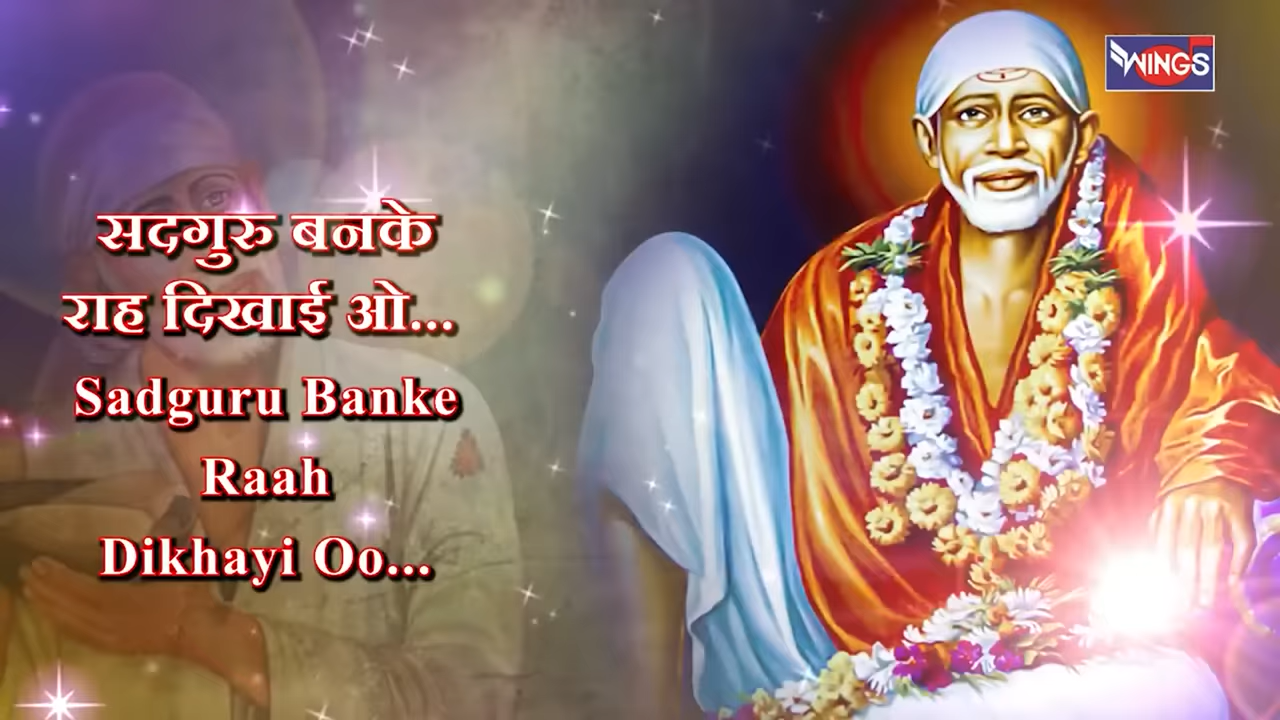 WINGS
सदगुरु बनके
राह दिखाई ओ...
Sadguru Banke
Raah
Dikhayi Oo...